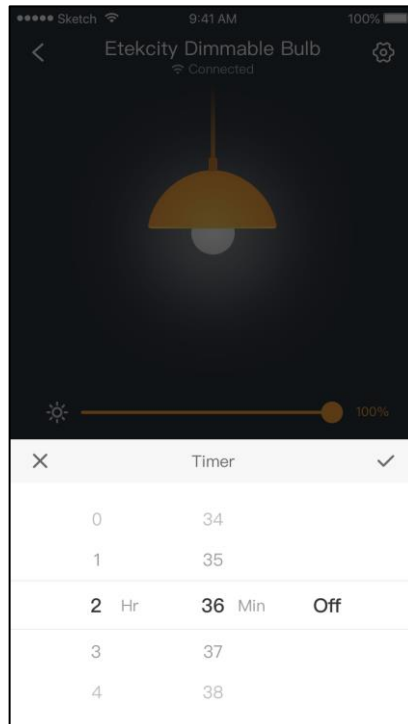 Sketch 9:41 AM 100%
Etekcity Dimmable Bulb
Connected
100%
Timer
0 34
1 35
2 Hr 36 Min Off
3 37
4 38